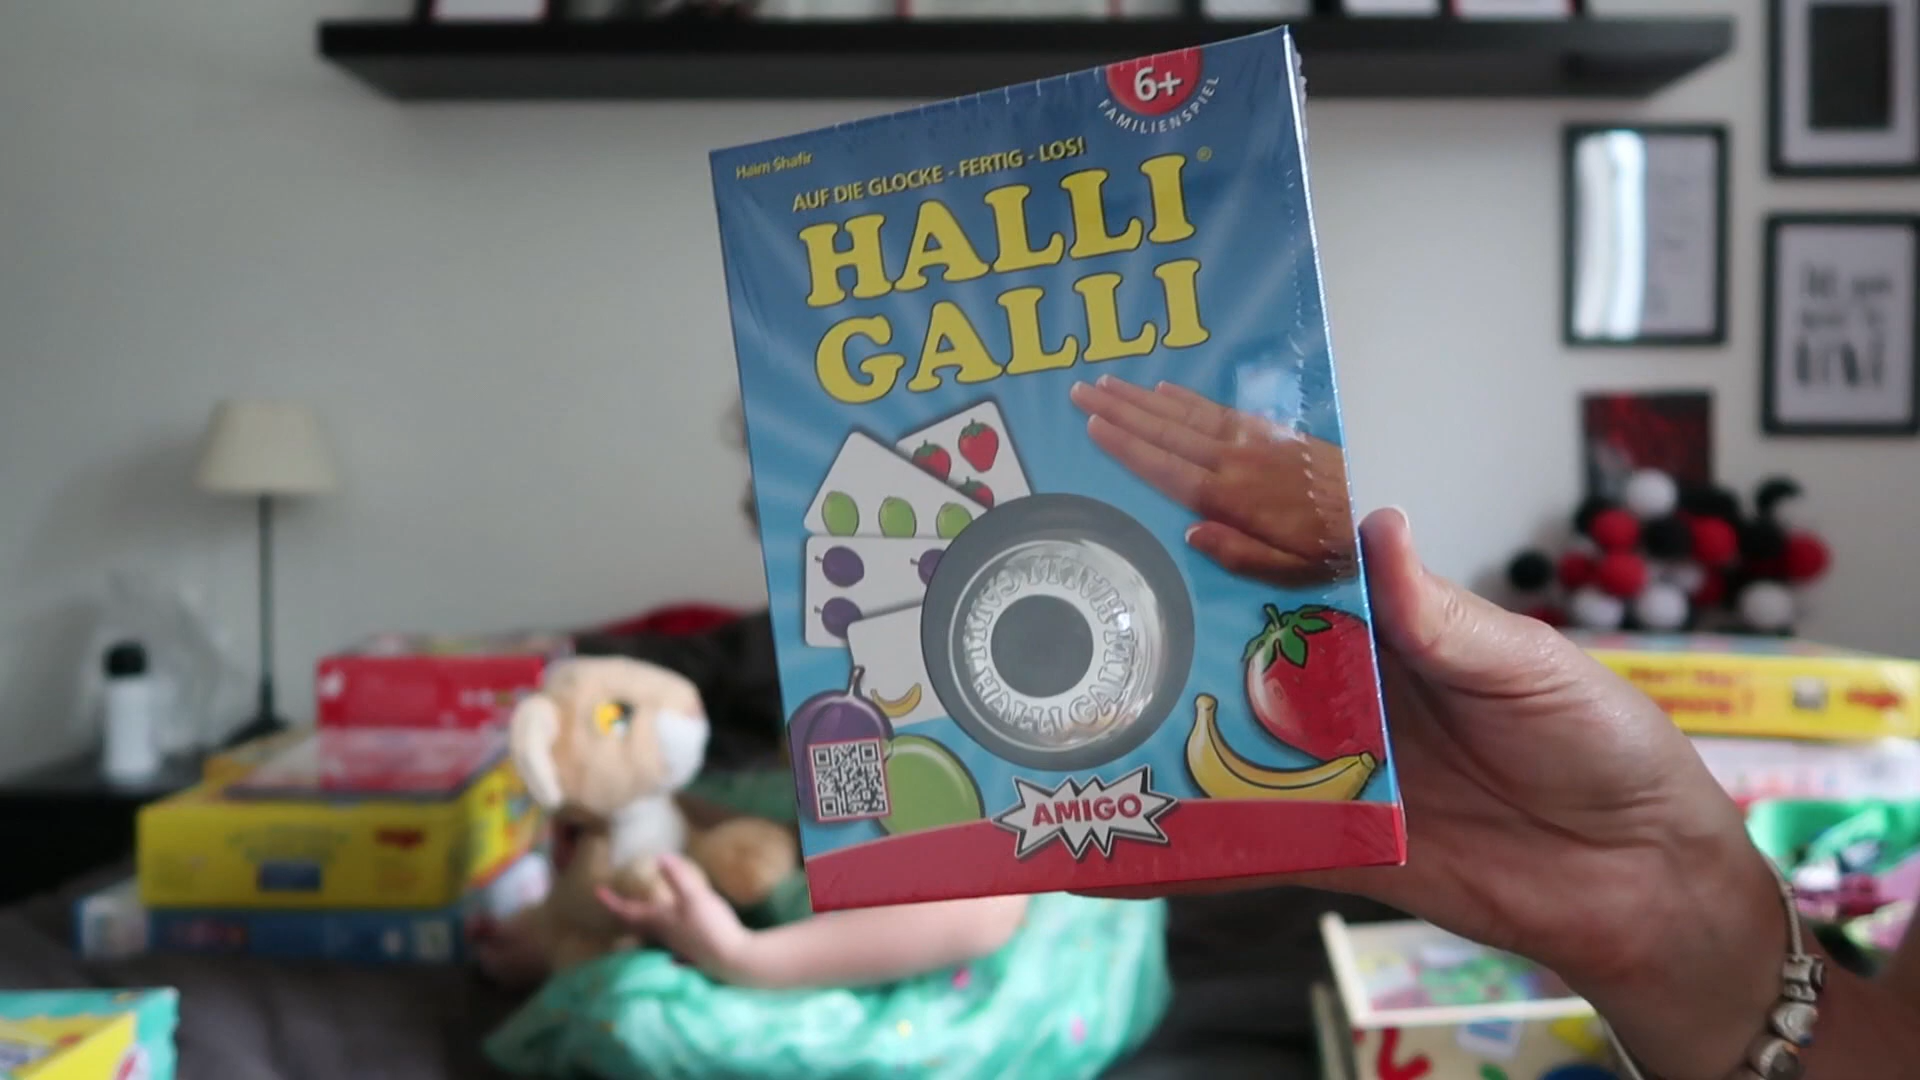 6+
FAMILIENSPIEL
Haim Shafir
AUF DIE GLOCKE - FERTIG - LOS!
HALLI
GALLI
HALLI GALLI
AMIGO